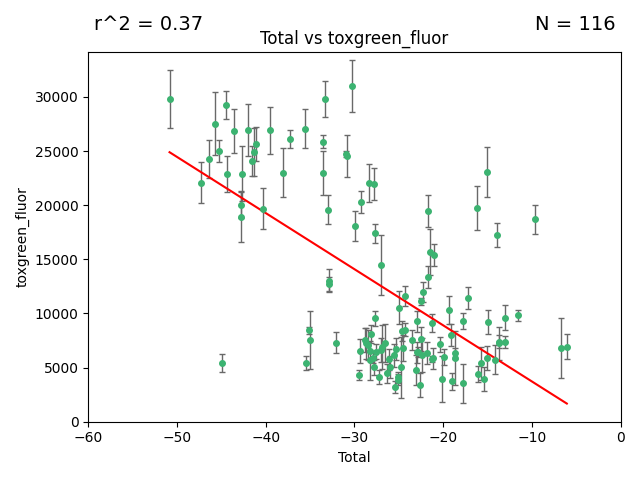 r^2 = 0.37
N = 116
Total vs toxgreen_fluor
toxgreen_fluor
30000
25000
20000
15000
10000
5000
0
−60
−50
−40
−30
−20
−10
0
Total